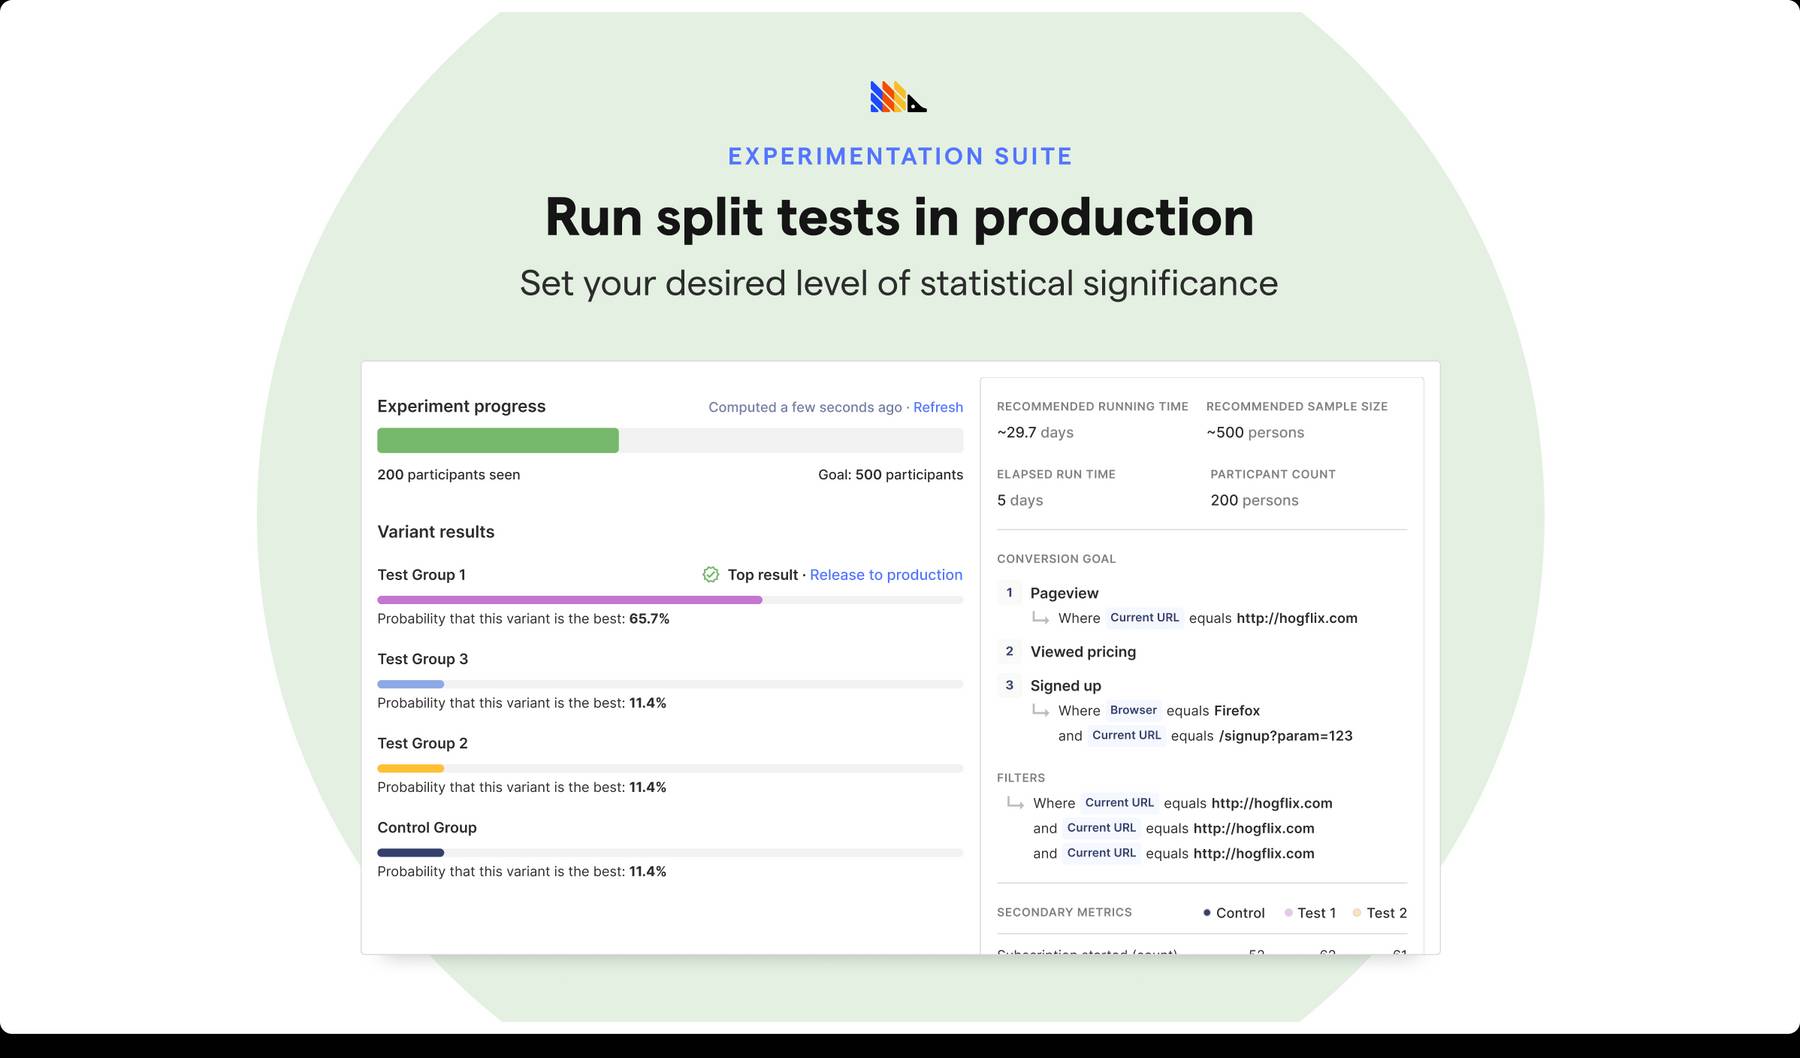 EXPERIMENTATION SUITE
Run split tests in production
Set your desired level of statistical significance
Experiment progress
Computed a few seconds ago · Refresh
200 participants seen
Goal: 500 participants
Variant results
Test Group 1
Top result · Release to production
Probability that this variant is the best: 65.7%
Test Group 3
Probability that this variant is the best: 11.4%
Test Group 2
Probability that this variant is the best: 11.4%
Control Group
Probability that this variant is the best: 11.4%
RECOMMENDED RUNNING TIME
~29.7 days
RECOMMENDED SAMPLE SIZE
~500 persons
ELAPSED RUN TIME
5 days
PARTICPANT COUNT
200 persons
CONVERSION GOAL
1 Pageview
Where Current URL equals http://hogflix.com
2 Viewed pricing
3 Signed up
Where Browser equals Firefox
and Current URL equals /signup?param=123
FILTERS
Where Current URL equals http://hogflix.com
and Current URL equals http://hogflix.com
and Current URL equals http://hogflix.com
SECONDARY METRICS
Control Test 1 Test 2
Subscription started (count)